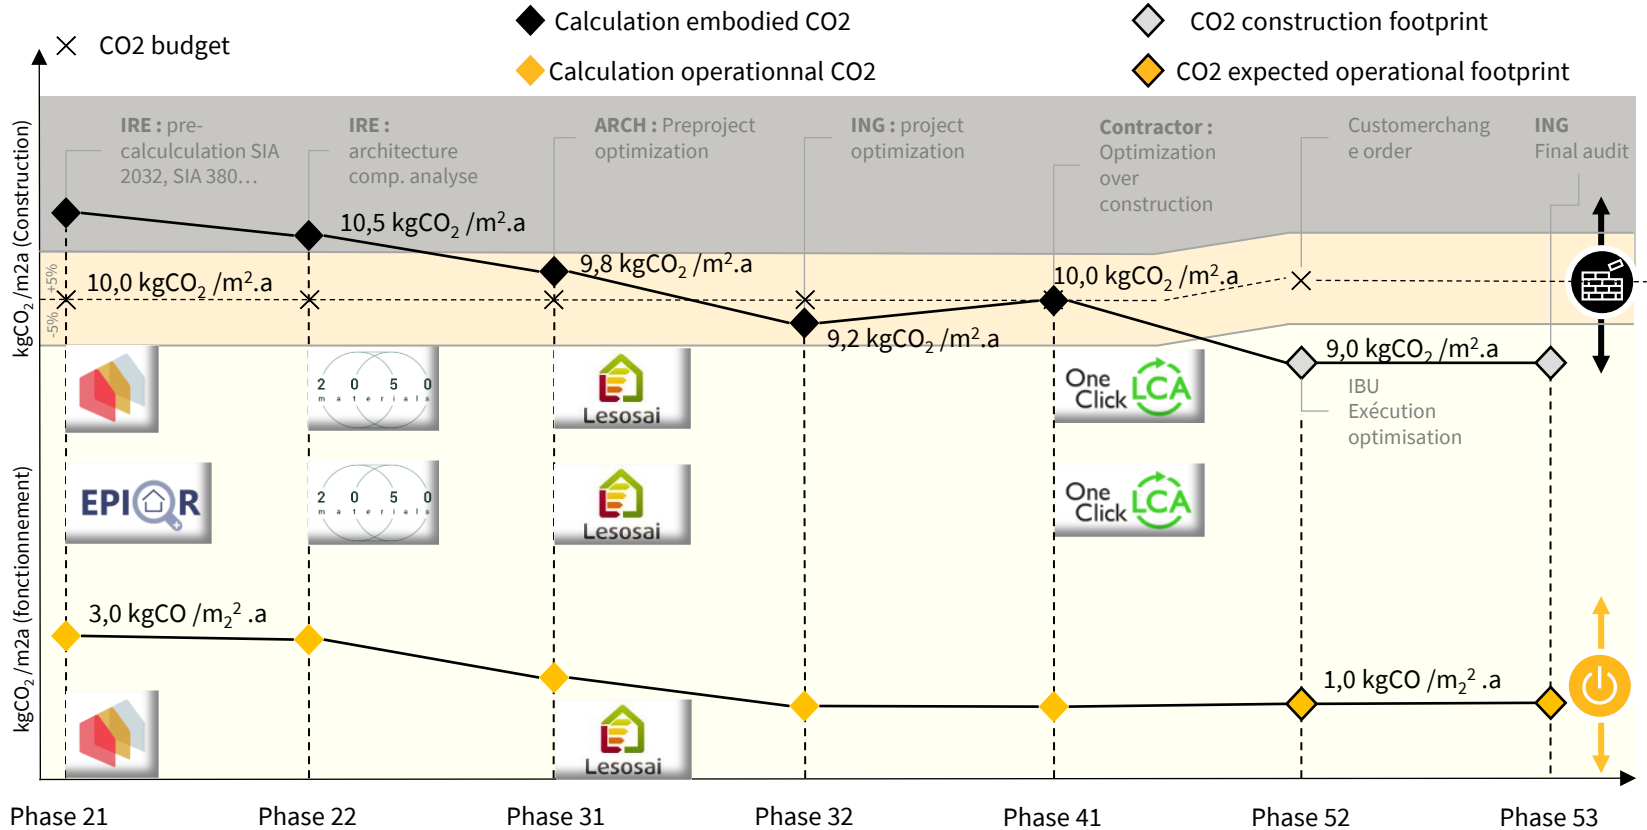 CO2 budget
Calculation embodied CO2
Calculation operationnal CO2
CO2 construction footprint
CO2 expected operational footprint
kgCO2 /m2a (Construction)
kgCO2 /m2a (fonctionnement)
IRE : pre-
calculculation SIA
2032, SIA 380…
IRE :
architecture
comp. analyse
ARCH : Preproject
optimization
ING : project
optimization
Contractor :
Optimization
over
construction
Customerchang
e order
ING
Final audit
10,5 kgCO2 /m².a
9,8 kgCO2 /m².a
10,0 kgCO2 /m².a
10,0 kgCO2 /m².a
+5%
-5%
9,2 kgCO2 /m².a
9,0 kgCO2 /m².a
IBU
Exécution
optimisation
2 0 5 0
materials
Lesosai
One
Click LCA
EPIQR
2 0 5 0
materials
Lesosai
One
Click LCA
3,0 kgCO /m2² .a
1,0 kgCO /m2² .a
Lesosai
Phase 21
Phase 22
Phase 31
Phase 32
Phase 41
Phase 52
Phase 53